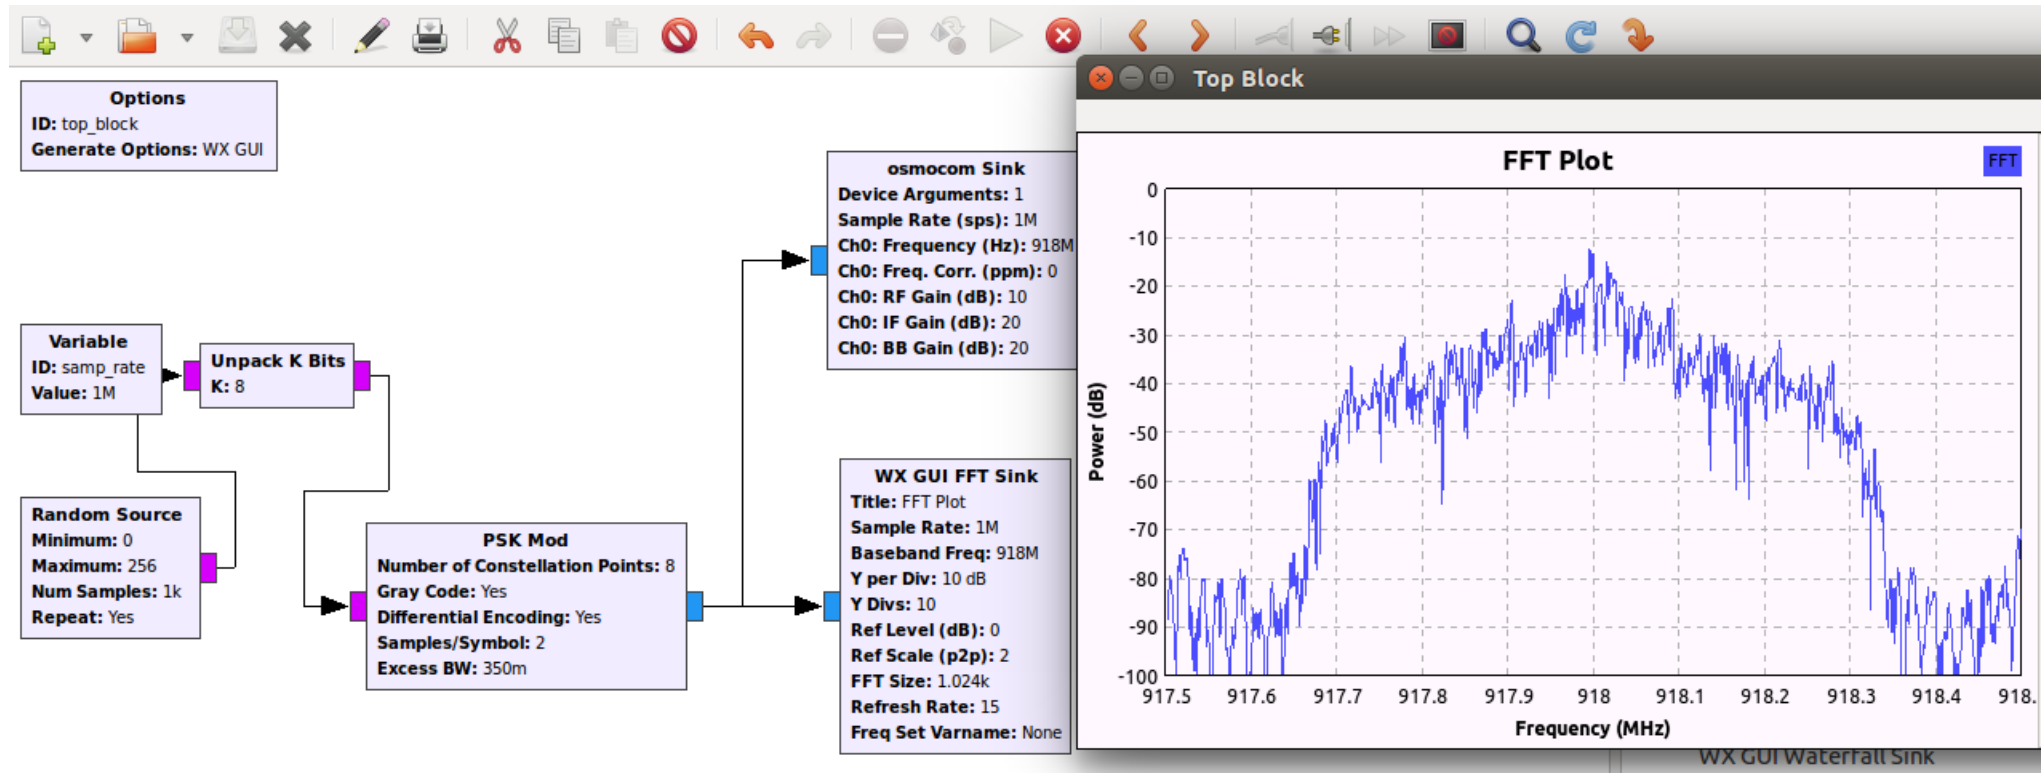 Options
ID: top_block
Generate Options: WX GUI
Variable
ID: samp_rate
Value: 1M
Unpack K Bits
K: 8
Random Source
Minimum: 0
Maximum: 256
Num Samples: 1k
Repeat: Yes
PSK Mod
Number of Constellation Points: 8
Gray Code: Yes
Differential Encoding: Yes
Samples/Symbol: 2
Excess BW: 350m
osmocom Sink
Device Arguments: 1
Sample Rate (sps): 1M
Ch0: Frequency (Hz): 918M
Ch0: Freq. Corr. (ppm): 0
Ch0: RF Gain (dB): 10
Ch0: IF Gain (dB): 20
Ch0: BB Gain (dB): 20
WX GUI FFT Sink
Title: FFT Plot
Sample Rate: 1M
Baseband Freq: 918M
Y per Div: 10 dB
Y Divs: 10
Ref Level (dB): 0
Ref Scale (p2p): 2
FFT Size: 1.024k
Refresh Rate: 15
Freq Set Varname: None
Top Block
FFT Plot
FFT
0
-10
-20
-30
-40
-50
-60
-70
-80
-90
-100
Power (dB)
917.5 917.6 917.7 917.8 917.9 918 918.1 918.2 918.3 918.4 918.
Frequency (MHz)
WX GUI Waterfall Sink